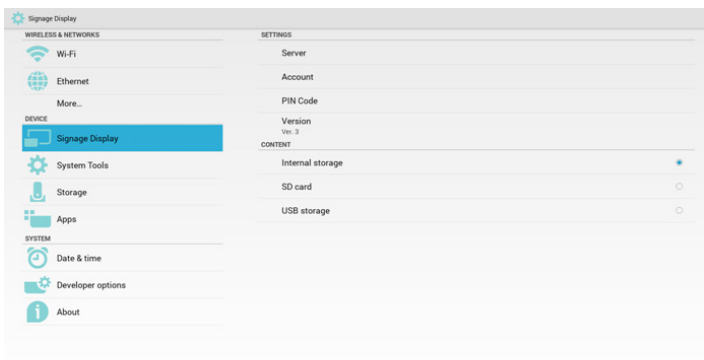 Signage Display
WIRELESS & NETWORKS
Wi-Fi
Ethernet
More...
DEVICE
Signage Display
System Tools
Storage
Apps
SYSTEM
Date & time
Developer options
About
SETTINGS
Server
Account
PIN Code
Version
Ver. 3
CONTENT
Internal storage
SD card
USB storage